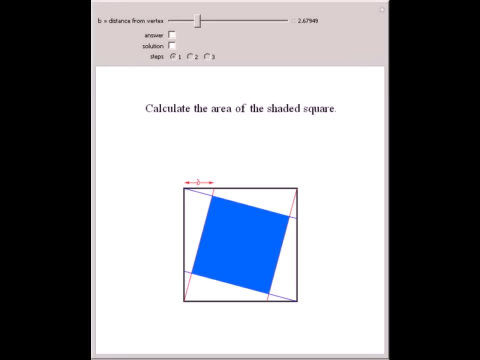 b = distance from vertex 2.67949
answer
solution
steps 1 2 3
Calculate the area of the shaded square.
b